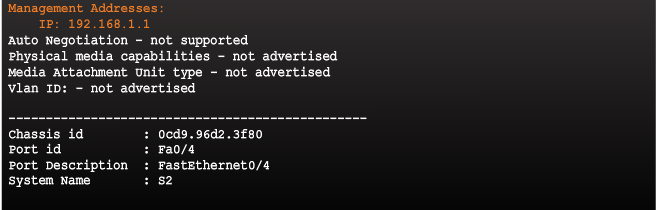 Management Addresses:
    IP: 192.168.1.1
Auto Negotiation - not supported
Physical media capabilities - not advertised
Media Attachment Unit type - not advertised
Vlan ID: - not advertised
------------------------------------------------
Chassis id        : 0cd9.96d2.3f80
Port id           : Fa0/4
Port Description  : FastEthernet0/4
System Name       : S2